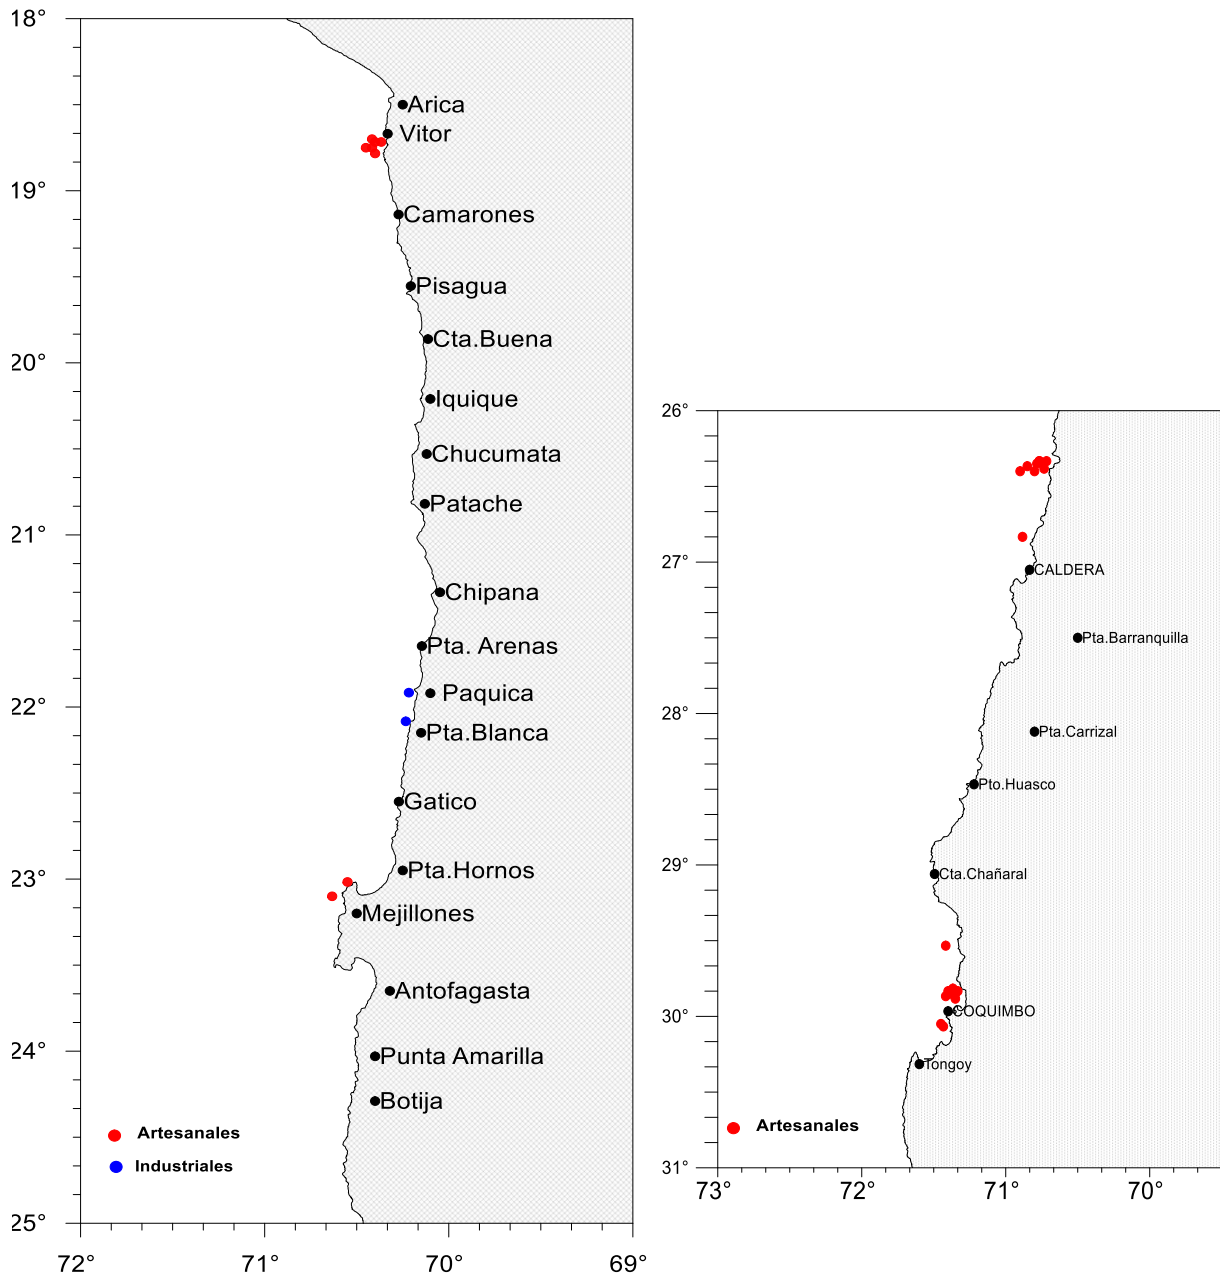 18°
Arica
Vitor
19°
Camarones
Pisagua
Cta.Buena
20°
Iquique
Chucumata
Patache
21°
Chipana
Pta. Arenas
Paquica
22°
Pta.Blanca
Gatico
Pta.Hornos
23°
Mejillones
Antofagasta
24°
Punta Amarilla
Botija
Artesanales
Industriales
25°
72°
71°
70°
69°
26°
27°
CALDERA
Pta.Barranquilla
28°
Pta.Carrizal
Pto.Huasco
29°
Cta.Chañaral
30°
COQUIMBO
Tongoy
Artesanales
31°
73°
72°
71°
70°